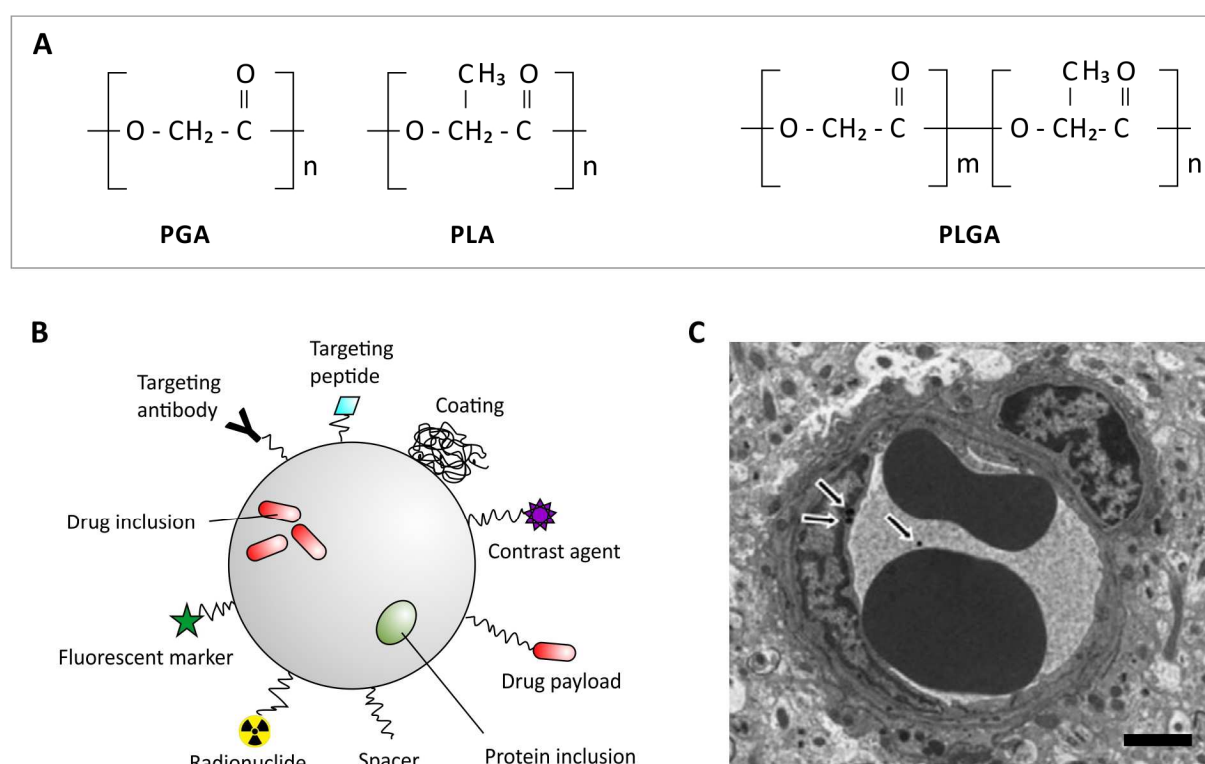 A
CH₃ O O
O
CH₃ O
O - CH₂ - C
O - CH₂ - C
O - CH₂ - C
O - CH₂- C
n
n
m
n
PGA
PLA
PLGA
B
C
Targeting
peptide
Targeting
antibody
Coating
Drug inclusion
Contrast agent
Fluorescent marker
Drug payload
Radionuclide
Spacer
Protein inclusion